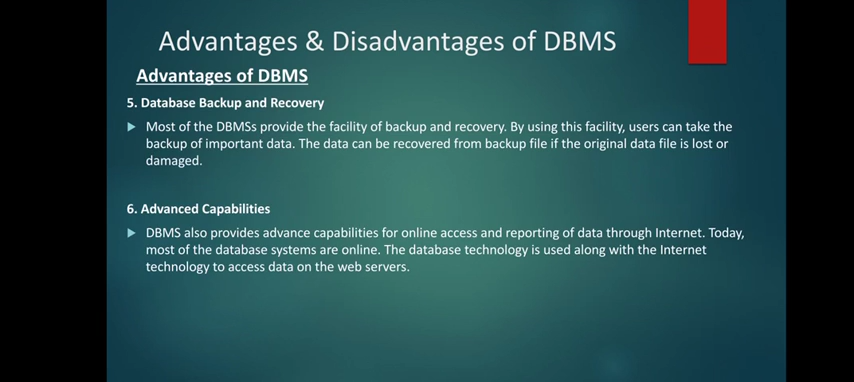 Advantages & Disadvantages of DBMS
Advantages of DBMS
5. Database Backup and Recovery
Most of the DBMSs provide the facility of backup and recovery. By using this facility, users can take the
backup of important data. The data can be recovered from backup file if the original data file is lost or
damaged.
6. Advanced Capabilities
DBMS also provides advance capabilities for online access and reporting of data through Internet. Today,
most of the database systems are online. The database technology is used along with the Internet
technology to access data on the web servers.